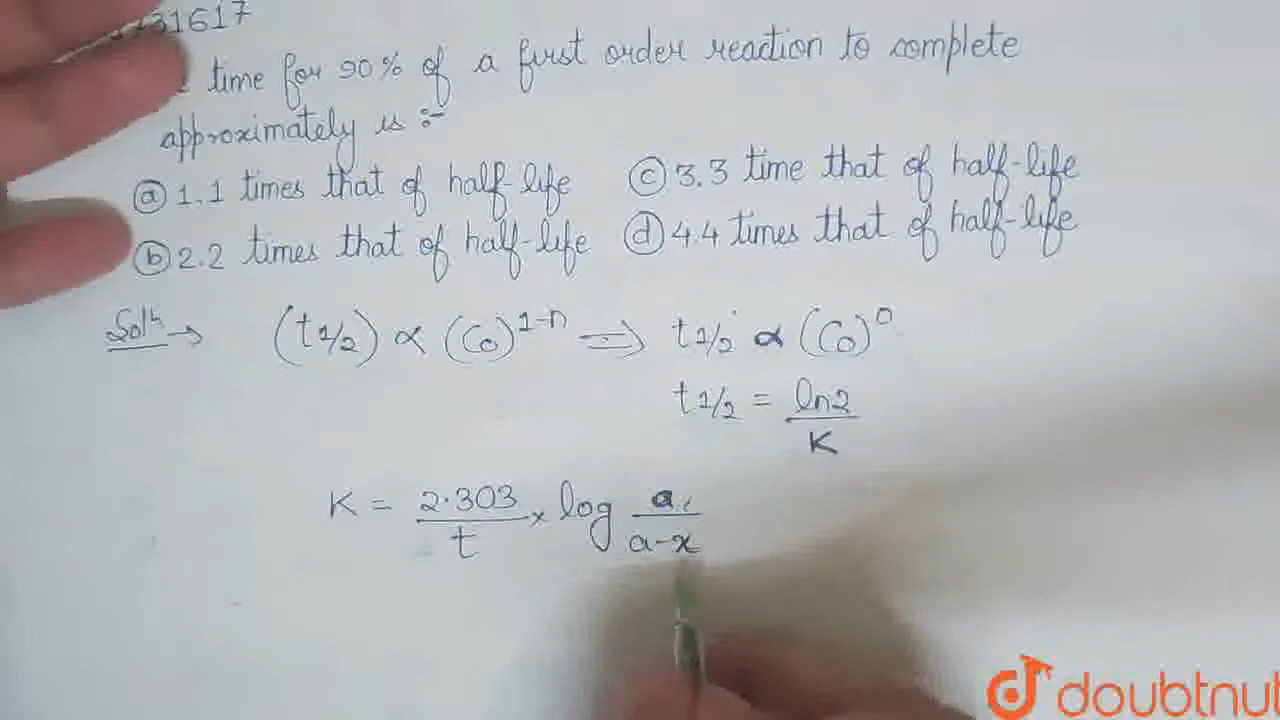 31617
time for 90% of a first order reaction to complete
approximately is :-
(a) 1.1 times that of half-life (c) 3.3 time that of half-life
(b) 2.2 times that of half-life (d) 4.4 times that of half-life
Solⁿ → (t1/2) ∝ (C₀)^1-n ⇒ t1/2 ∝ (C₀)^0
t1/2 = ln2/K
K = 2.303/t × log a/a-x
doubtnut